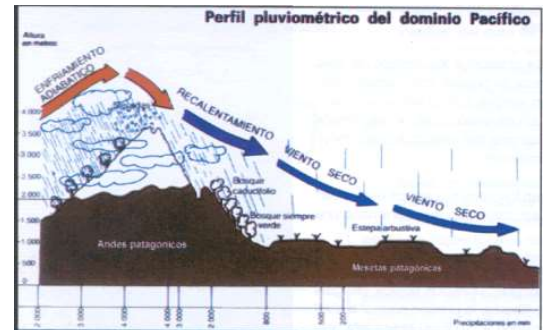 Perfil pluviométrico del dominio Pacífico
Altura
en metros
ENFRIAMIENTO
ADIABATICO
RECALENTAMIENTO
VIENTO SECO
VIENTO SECO
4.000
3.500
3.000
2.500
2.000
1.500
1.000
500
0
Bosque
caducifolio
Bosque siempre
verde
Estepa arbustiva
Andes patagónicos
Mesetas patagónicas
2 000
3 000
4 000
4 000
3 000
2 000
800
500
200
Precipitaciones en mm